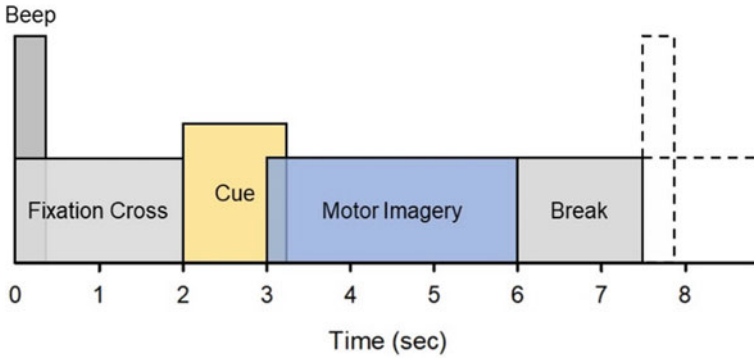 Beep
Cue
Fixation Cross
Motor Imagery
Break
0 1 2 3 4 5 6 7 8
Time (sec)